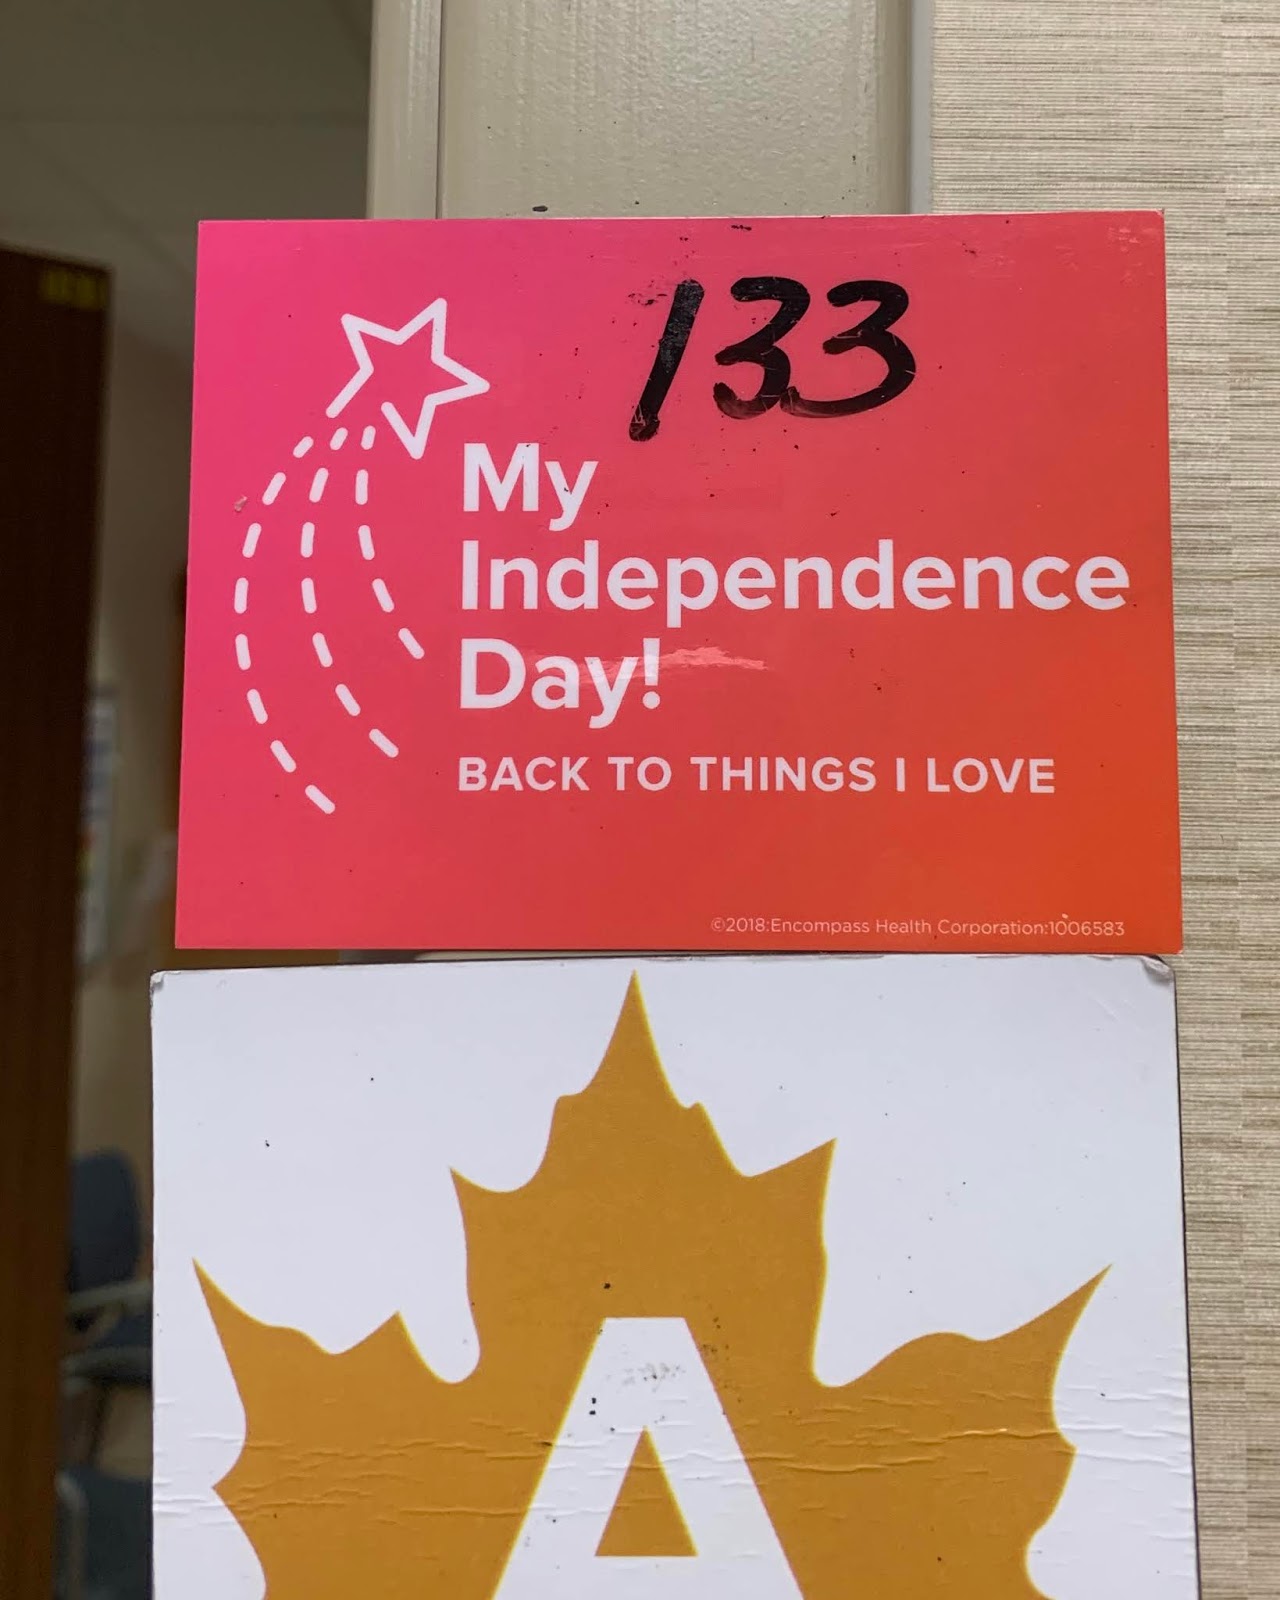 133
My
Independence
Day!
BACK TO THINGS I LOVE
©2018:Encompass Health Corporation:1006583
A